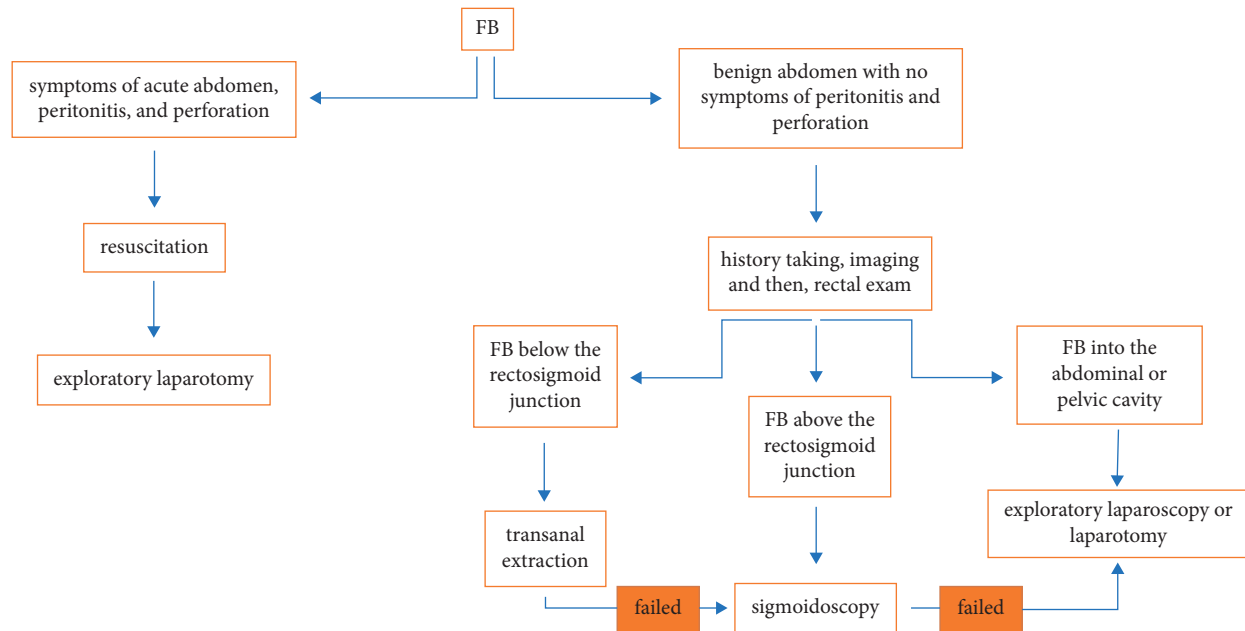 FB
symptoms of acute abdomen,
peritonitis, and perforation
benign abdomen with no
symptoms of peritonitis and
perforation
resuscitation
history taking, imaging
and then, rectal exam
exploratory laparotomy
FB below the
rectosigmoid
junction
FB above the
rectosigmoid
junction
FB into the
abdominal or
pelvic cavity
transanal
extraction
exploratory laparoscopy or
laparotomy
failed
sigmoidoscopy
failed